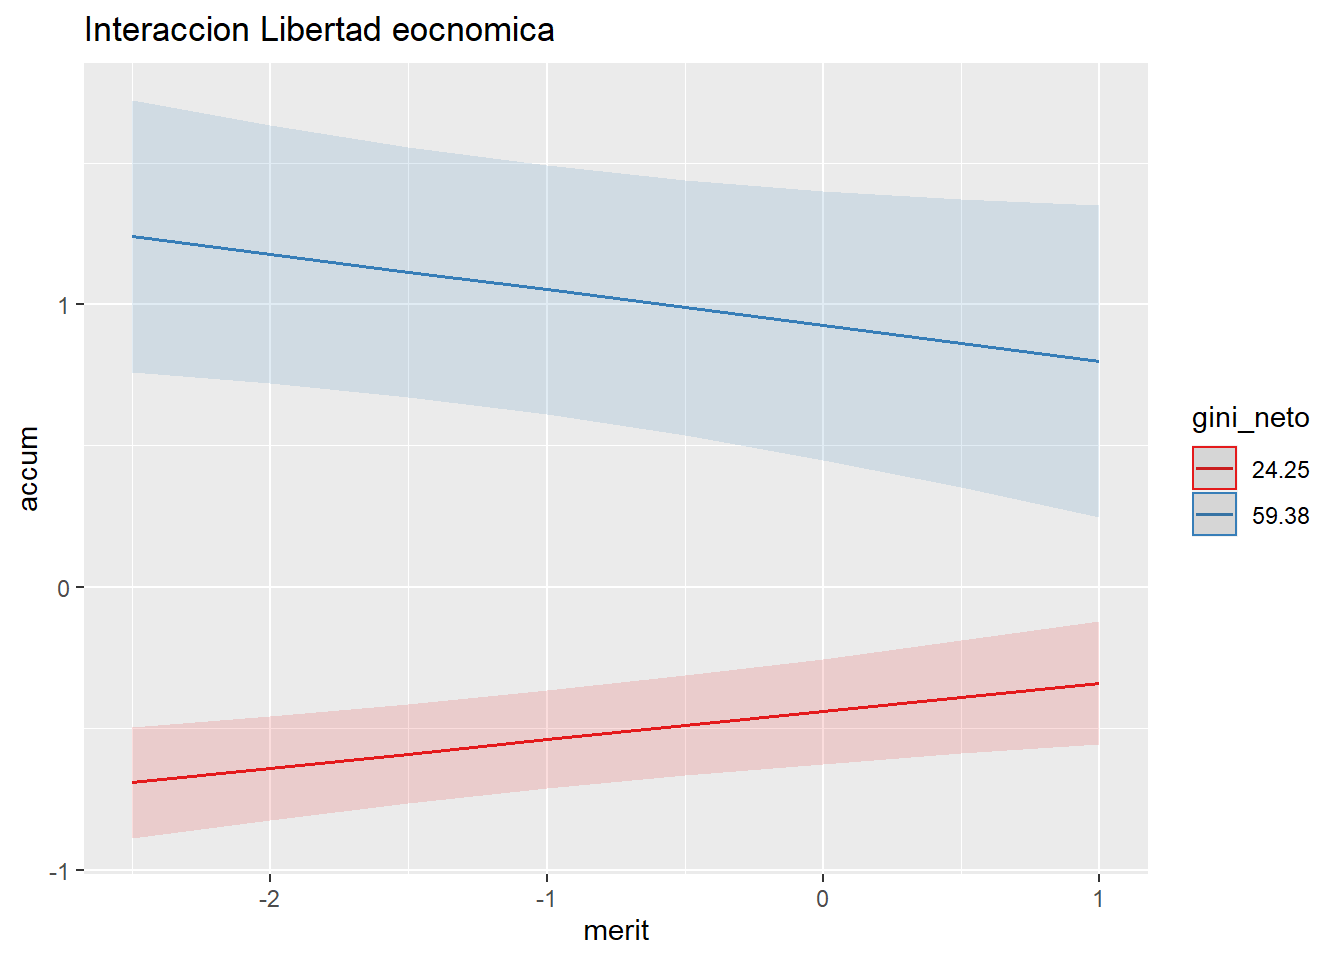 Interaccion Libertad eocnomica
accum
1
0
-1
-2
-1
0
1
merit
gini_neto
24.25
59.38